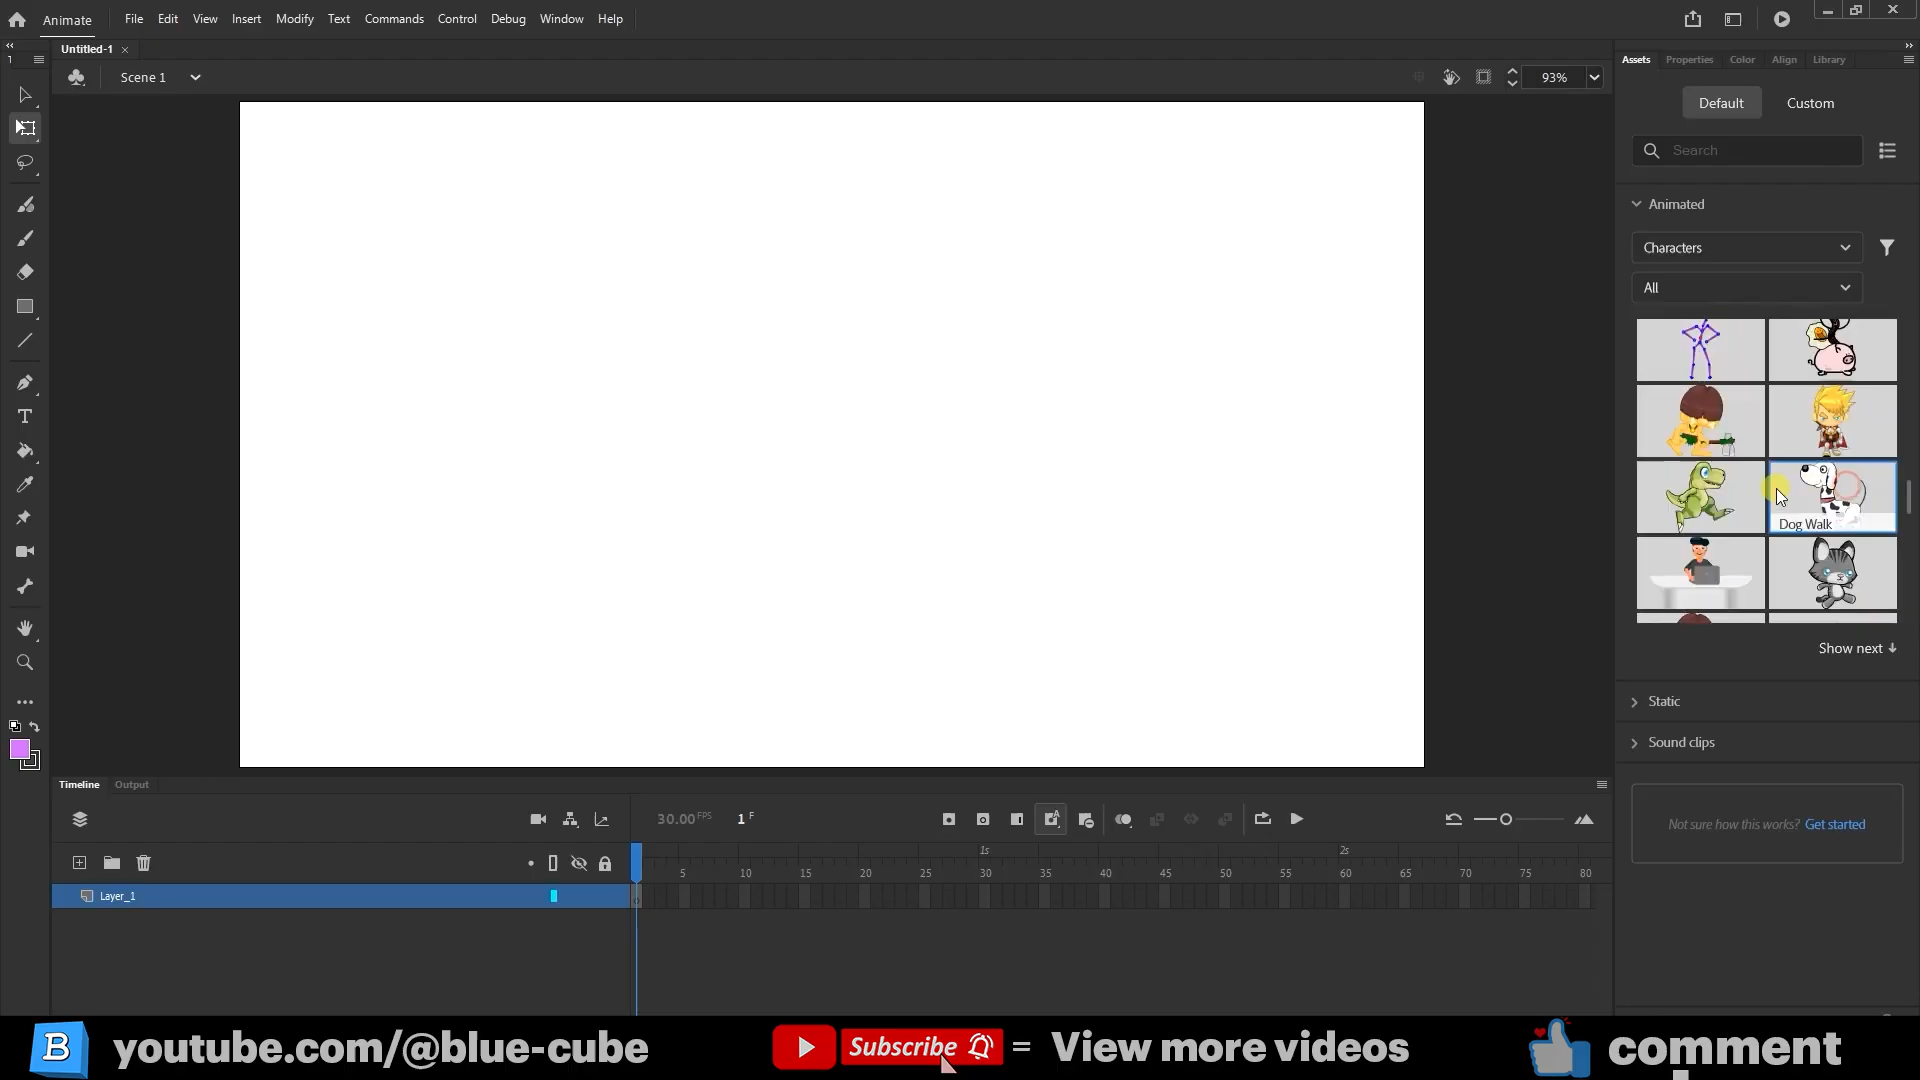 Animate
File Edit View Insert Modify Text Commands Control Debug Window Help
Untitled-1
Scene 1
93%
Assets Properties Color Align Library
Default Custom
Search
Animated
Characters
All
Dog Walk
Show next
Static
Sound clips
Not sure how this works? Get started
Timeline Output
30.00 FPS 1 F
1s 2s
5 10 15 20 25 30 35 40 45 50 55 60 65 70 75 80
Layer_1
B youtube.com/@blue-cube Subscribe = View more videos comment